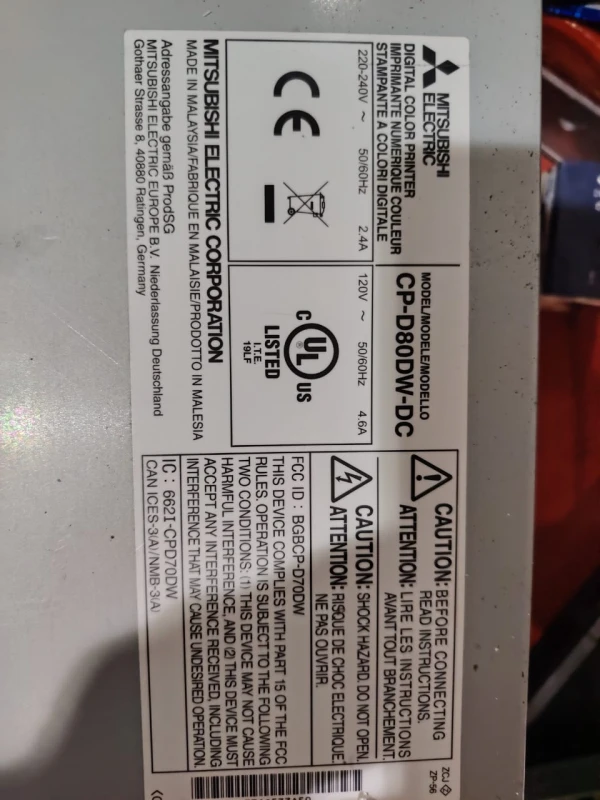 MITSUBISHI
ELECTRIC
DIGITAL COLOR PRINTER
IMPRIMANTE NUMERIQUE COULEUR
STAMPANTE A COLORI DIGITALE
MODEL/MODELE/MODELLO
CP-D80DW-DC
220-240V ~ 50/60Hz 2.4A
CE
120V ~ 50/60Hz 4.6A
C UL US
LISTED
I.T.E.
19LF
MITSUBISHI ELECTRIC CORPORATION
MADE IN MALAYSIA/FABRIQUE EN MALAISIE/PRODOTTO IN MALESIA
Adressangabe gemäß ProdSG
MITSUBISHI ELECTRIC EUROPE B.V. Niederlassung Deutschland
Gothaer Strasse 8, 40880 Ratingen, Germany
CAUTION: BEFORE CONNECTING
READ INSTRUCTIONS.
ATTENTION: LIRE LES INSTRUCTIONS
AVANT TOUT BRANCHEMENT.
CAUTION: SHOCK HAZARD. DO NOT OPEN.
ATTENTION: RISQUE DE CHOC ELECTRIQUE.
NE PAS OUVRIR.
FCC ID : BGBCP-D70DW
THIS DEVICE COMPLIES WITH PART 15 OF THE FCC
RULES. OPERATION IS SUBJECT TO THE FOLLOWING
TWO CONDITIONS: (1) THIS DEVICE MAY NOT CAUSE
HARMFUL INTERFERENCE, AND (2) THIS DEVICE MUST
ACCEPT ANY INTERFERENCE RECEIVED, INCLUDING
INTERFERENCE THAT MAY CAUSE UNDESIRED OPERATION.
IC : 662I-CPD70DW
CAN ICES-3(A)/NMB-3(A)
ZCJ
ZP-56